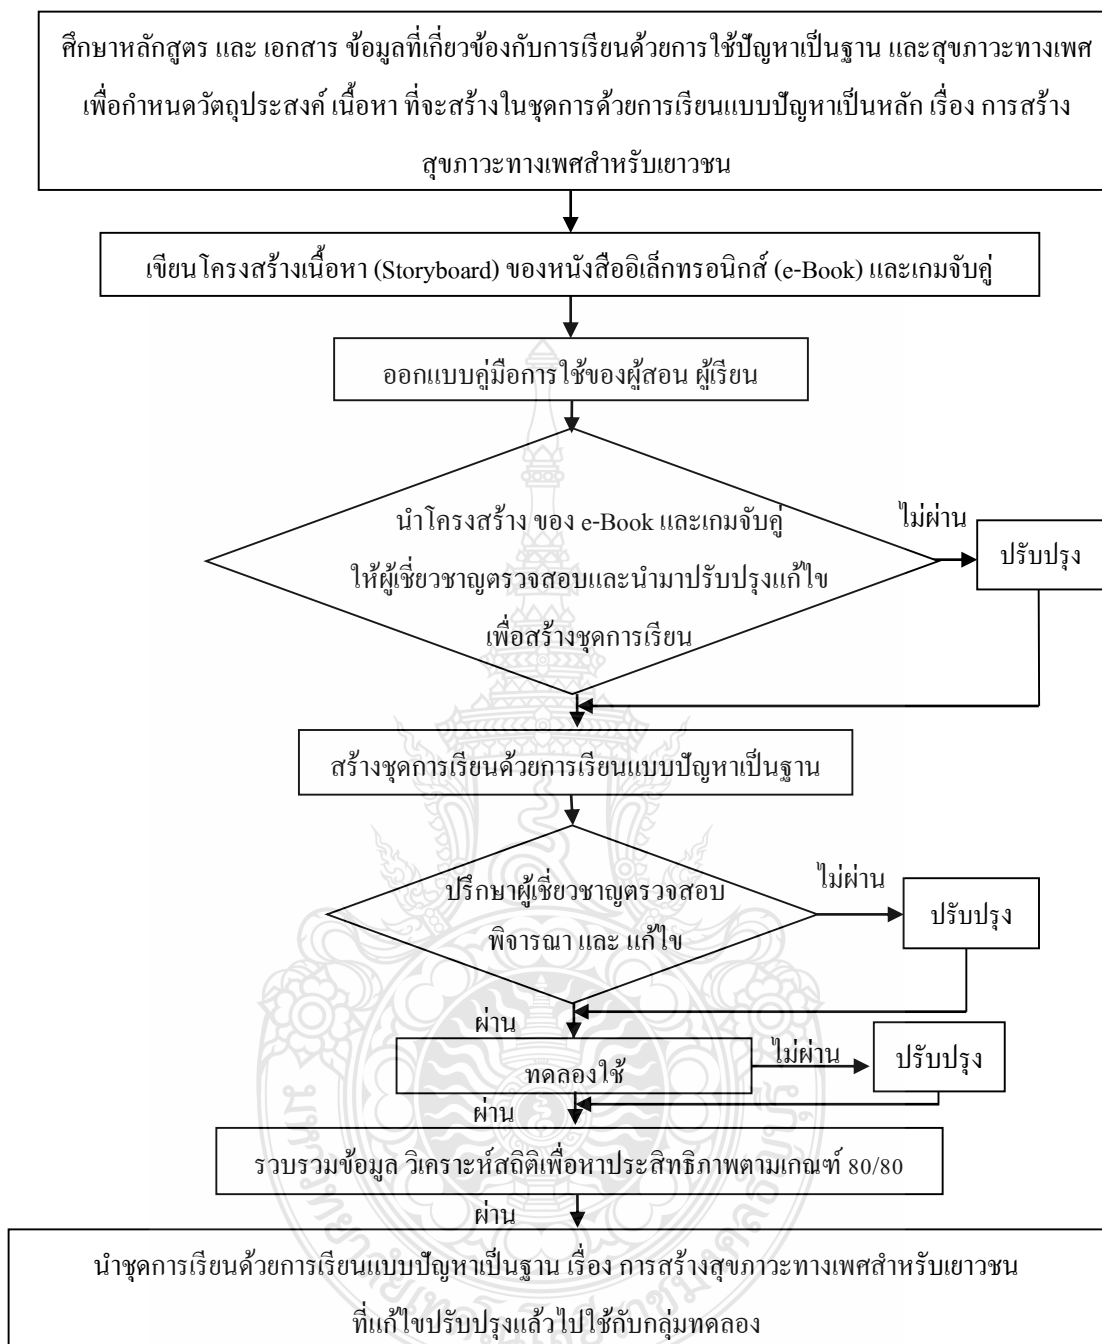 ศึกษาหลักสูตร และ เอกสาร ข้อมูลที่เกี่ยวข้องกับการเรียนด้วยการใช้ปัญหาเป็นฐาน และสุขภาวะทางเพศ
เพื่อกำหนดวัตถุประสงค์ เนื้อหา ที่จะสร้างในชุดการด้วยการเรียนแบบปัญหาเป็นหลัก เรื่อง การสร้าง
สุขภาวะทางเพศสำหรับเยาวชน
เขียนโครงสร้างเนื้อหา (Storyboard) ของหนังสืออิเล็กทรอนิกส์ (e-Book) และเกมจับคู่
ออกแบบคู่มือการใช้ของผู้สอน ผู้เรียน
นำโครงสร้าง ของ e-Book และเกมจับคู่
ให้ผู้เชี่ยวชาญตรวจสอบและนำมาปรับปรุงแก้ไข
เพื่อสร้างชุดการเรียน
ไม่ผ่าน
ปรับปรุง
สร้างชุดการเรียนด้วยการเรียนแบบปัญหาเป็นฐาน
ปรึกษาผู้เชี่ยวชาญตรวจสอบ
พิจารณา และ แก้ไข
ไม่ผ่าน
ปรับปรุง
ผ่าน
ทดลองใช้
ไม่ผ่าน
ปรับปรุง
ผ่าน
รวบรวมข้อมูล วิเคราะห์สถิติเพื่อหาประสิทธิภาพตามเกณฑ์ 80/80
ผ่าน
นำชุดการเรียนด้วยการเรียนแบบปัญหาเป็นฐาน เรื่อง การสร้างสุขภาวะทางเพศสำหรับเยาวชน
ที่แก้ไขปรับปรุงแล้วไปใช้กับกลุ่มทดลอง
มหาวิทยาลัยเทคโนโลยีราชมงคลธัญบุรี